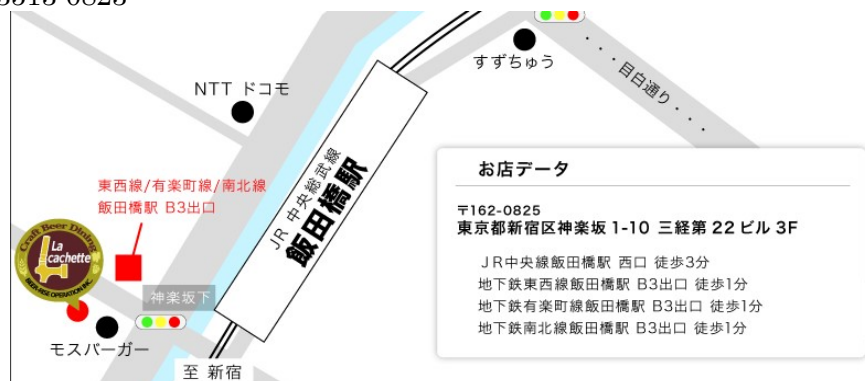 3513-0825
NTT ドコモ
すずちゅう
・・・目白通り・・・
JR 中央総武線
飯田橋駅
東西線/有楽町線/南北線
飯田橋駅 B3出口
Craft Beer Dining
La
cachette
BEER-RISE OPERATION INC.
神楽坂下
モスバーガー
至 新宿
お店データ
〒162-0825
東京都新宿区神楽坂 1-10 三経第 22 ビル 3F
JR中央線飯田橋駅 西口 徒歩3分
地下鉄東西線飯田橋駅 B3出口 徒歩1分
地下鉄有楽町線飯田橋駅 B3出口 徒歩1分
地下鉄南北線飯田橋駅 B3出口 徒歩1分